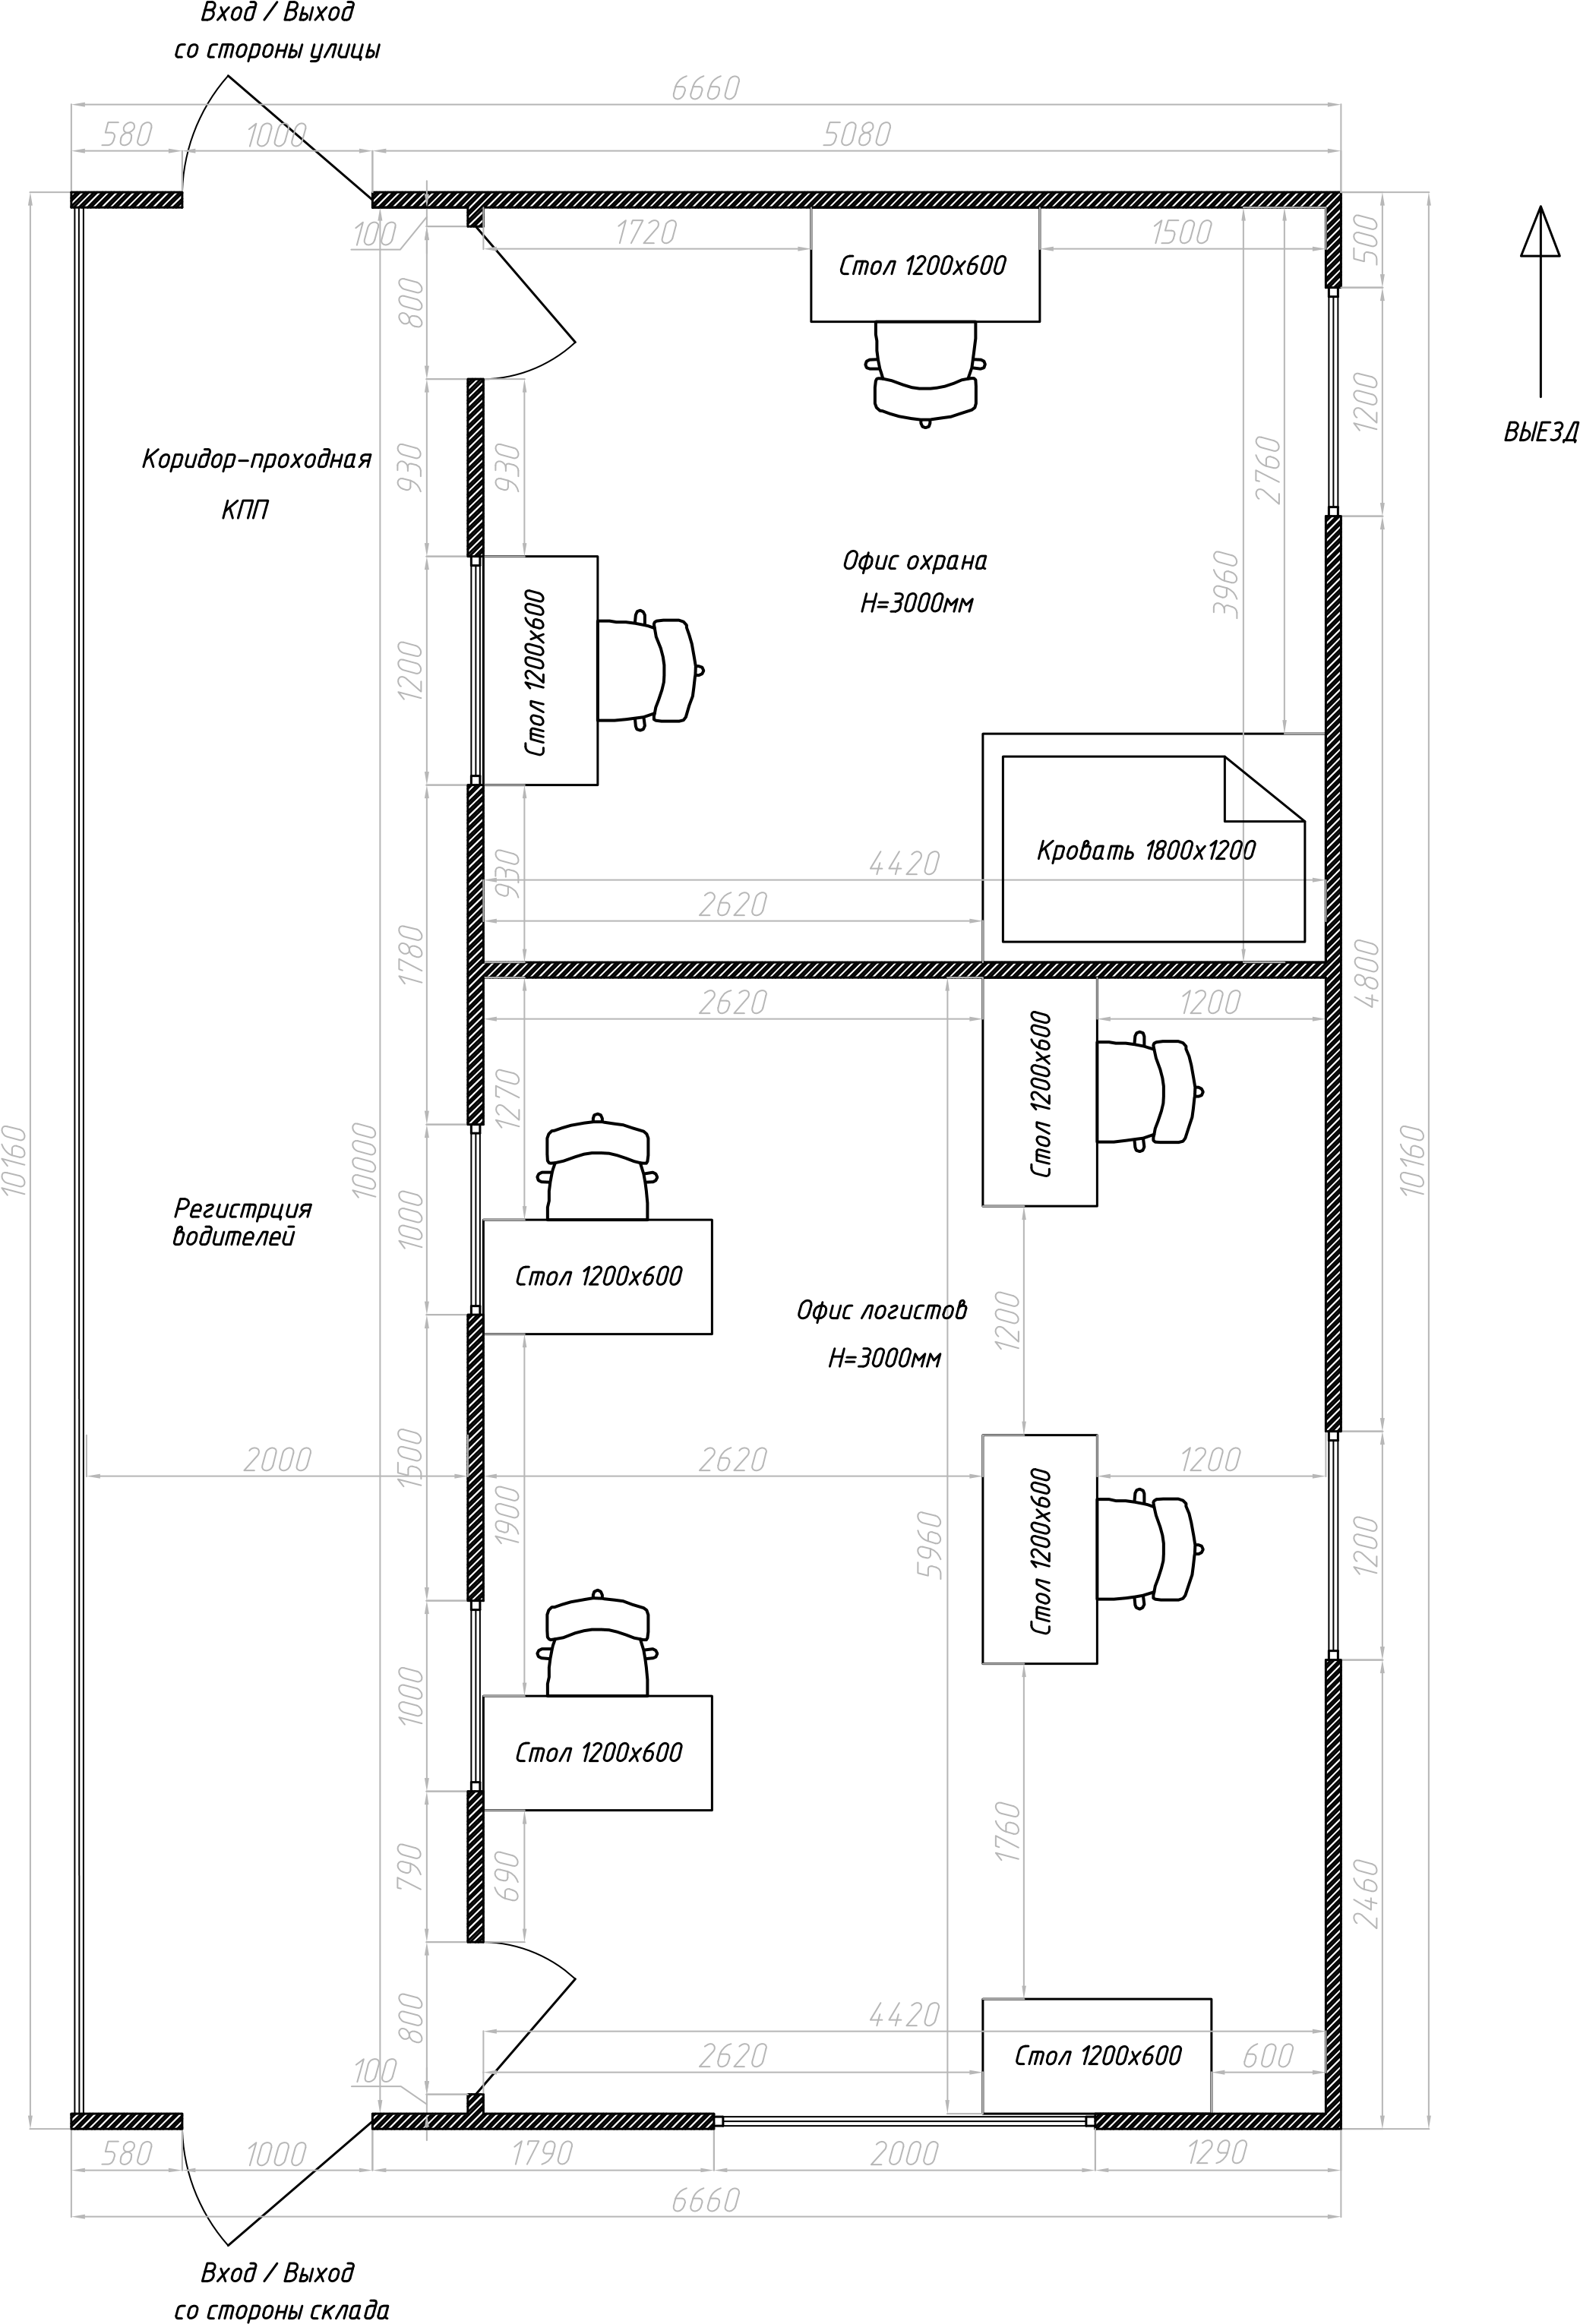 Вход / Выход
со стороны улицы
6660
580
1000
5080
100
1720
1500
500
Стол 1200х600
800
1200
ВЫЕЗД
930
930
2760
Коридор-проходная
КПП
Офис охрана
Н=3000мм
3960
1200
Стол 1200х600
Кровать 1800х1200
930
4420
2620
1780
4800
2620
1200
1270
Стол 1200х600
10160
10000
10160
Регистрция
водителей
1000
Стол 1200х600
Офис логистов
Н=3000мм
1200
2000
1500
2620
1200
1900
5960
Стол 1200х600
1200
1000
Стол 1200х600
790
690
1760
2460
800
4420
100
2620
Стол 1200х600
600
580
1000
1790
2000
1290
6660
Вход / Выход
со стороны склада